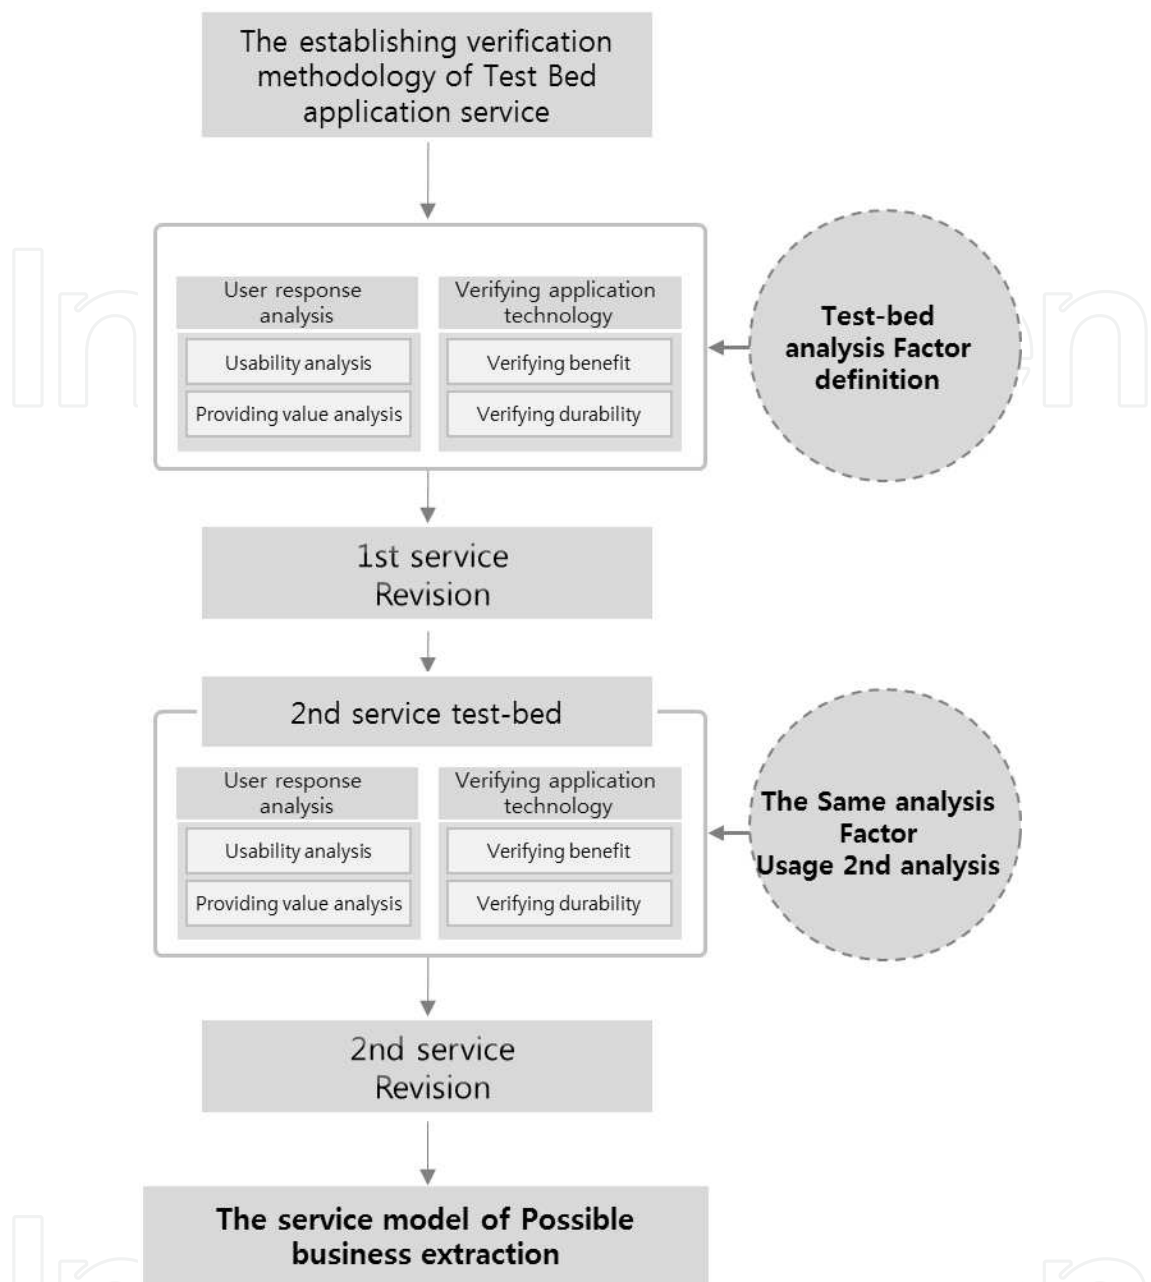 The establishing verification
methodology of Test Bed
application service
User response
analysis
Verifying application
technology
Usability analysis
Verifying benefit
Providing value analysis
Verifying durability
Test-bed
analysis Factor
definition
1st service
Revision
2nd service test-bed
User response
analysis
Verifying application
technology
Usability analysis
Verifying benefit
Providing value analysis
Verifying durability
The Same analysis
Factor
Usage 2nd analysis
2nd service
Revision
The service model of Possible
business extraction